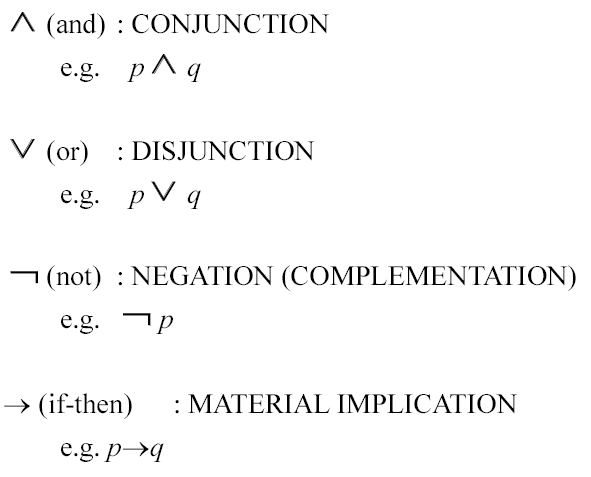 ∧ (and) : CONJUNCTION
e.g. p ∧ q
∨ (or) : DISJUNCTION
e.g. p ∨ q
¬ (not) : NEGATION (COMPLEMENTATION)
e.g. ¬ p
→ (if-then) : MATERIAL IMPLICATION
e.g. p→q